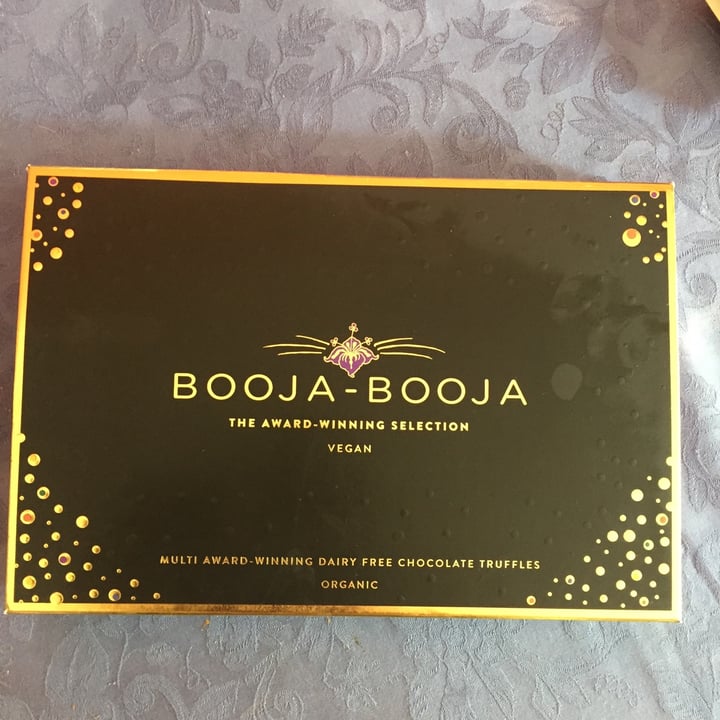 BOOJA-BOOJA
THE AWARD-WINNING SELECTION
VEGAN
MULTI AWARD-WINNING DAIRY FREE CHOCOLATE TRUFFLES
ORGANIC